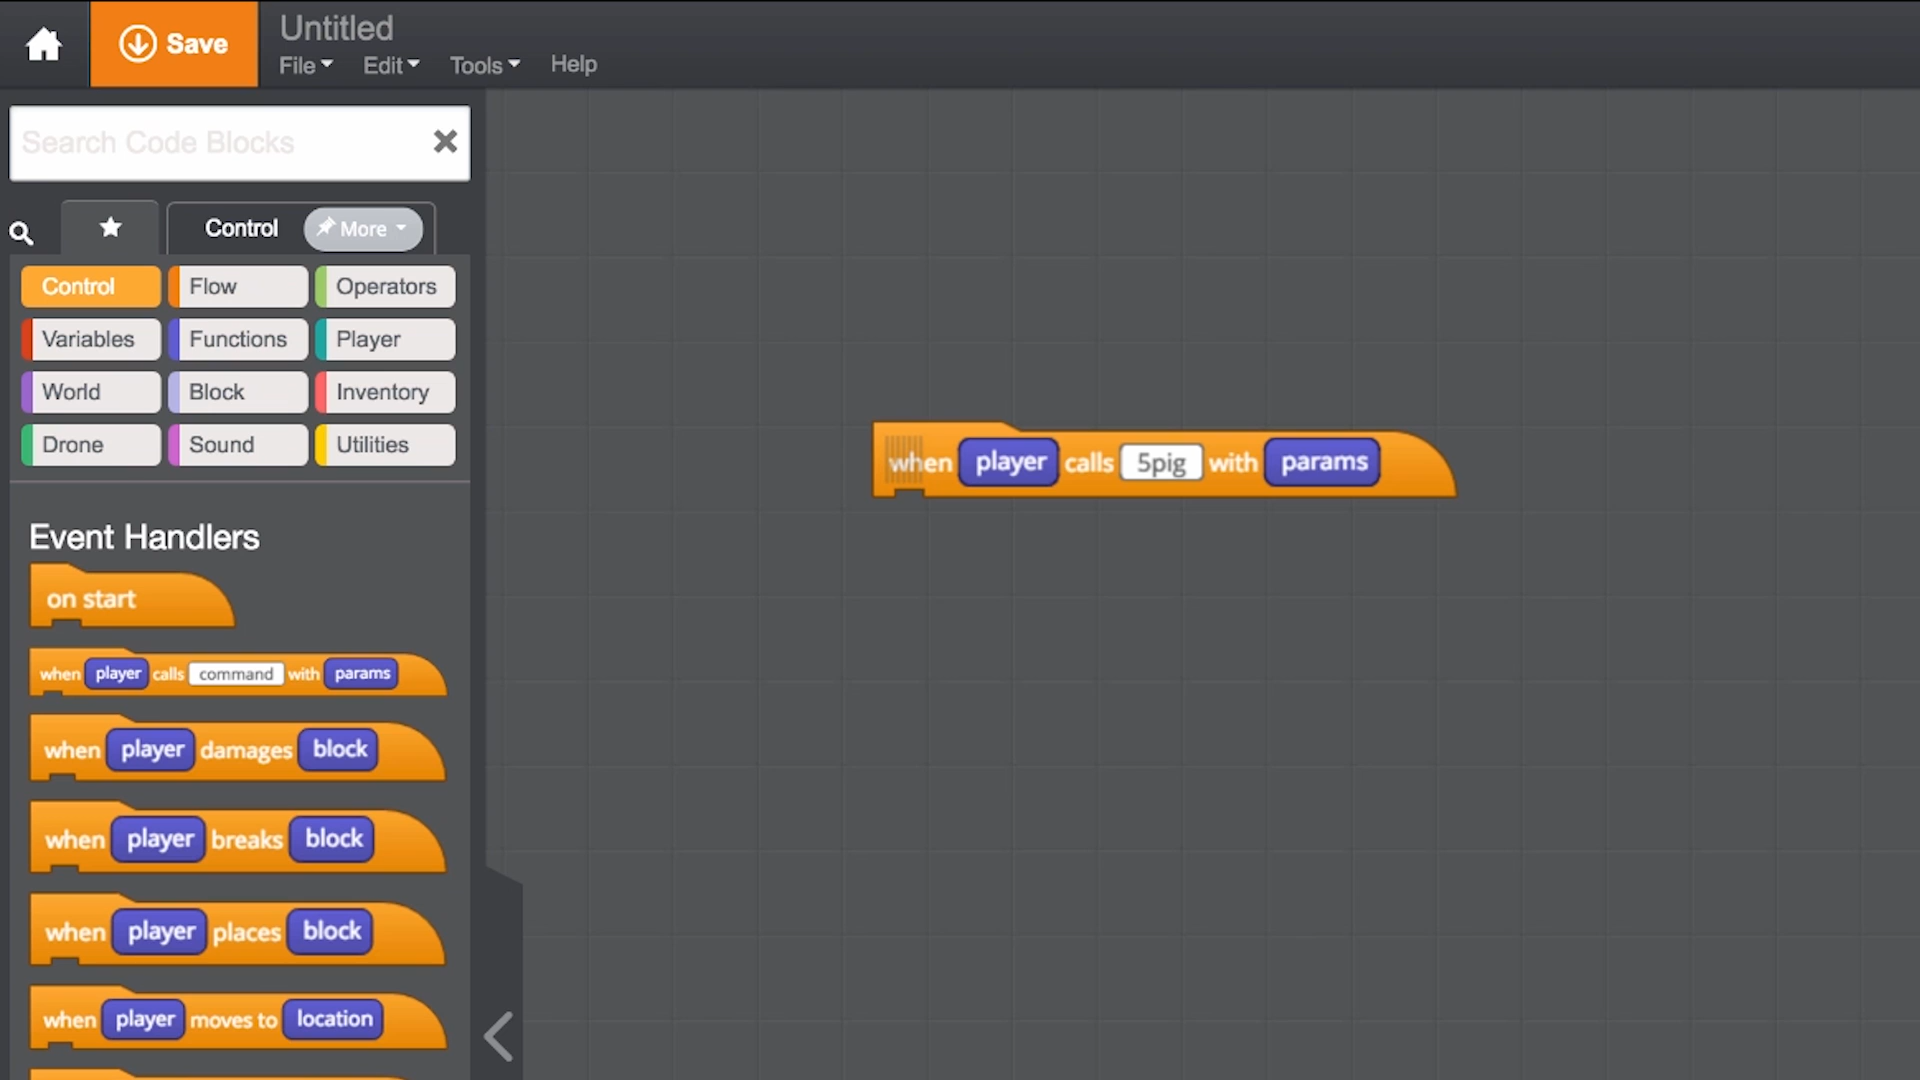 Save
Untitled
File Edit Tools Help
Search Code Blocks
Control More
Control Flow Operators
Variables Functions Player
World Block Inventory
Drone Sound Utilities
Event Handlers
on start
when player calls command with params
when player damages block
when player breaks block
when player places block
when player moves to location
when player calls 5pig with params